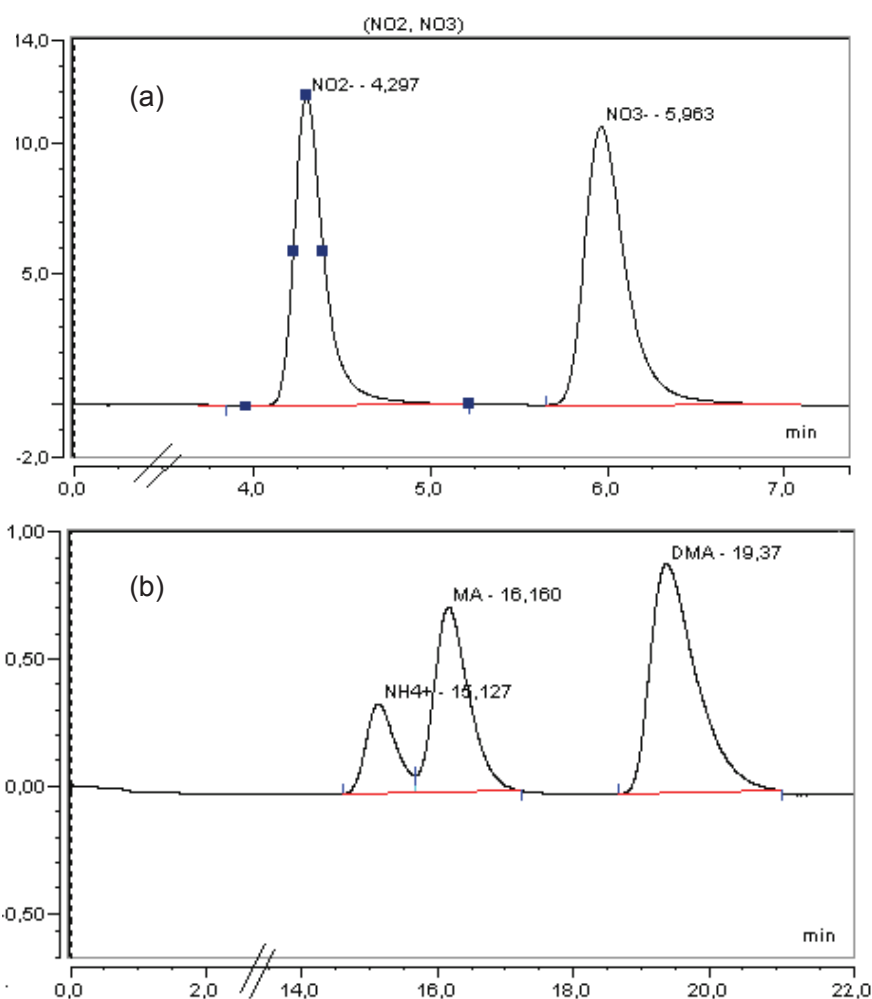 (NO2, NO3)
14,0
(a)
NO2- - 4,297
NO3- - 5,963
10,0
5,0
min
-2,0
0,0 4,0 5,0 6,0 7,0
1,00
DMA - 19,37
(b)
MA - 16,160
0,50
NH4+ - 15,127
0,00
-0,50
min
0,0 2,0 14,0 16,0 18,0 20,0 22,0